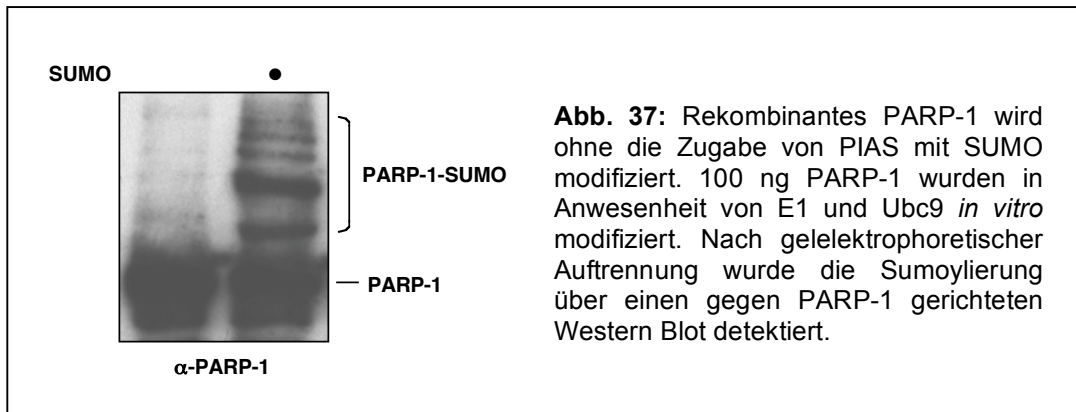 SUMO ●
PARP-1-SUMO
PARP-1
α-PARP-1
Abb. 37: Rekombinantes PARP-1 wird
ohne die Zugabe von PIAS mit SUMO
modifiziert. 100 ng PARP-1 wurden in
Anwesenheit von E1 und Ubc9 in vitro
modifiziert. Nach gelelektrophoretischer
Auftrennung wurde die Sumoylierung
über einen gegen PARP-1 gerichteten
Western Blot detektiert.